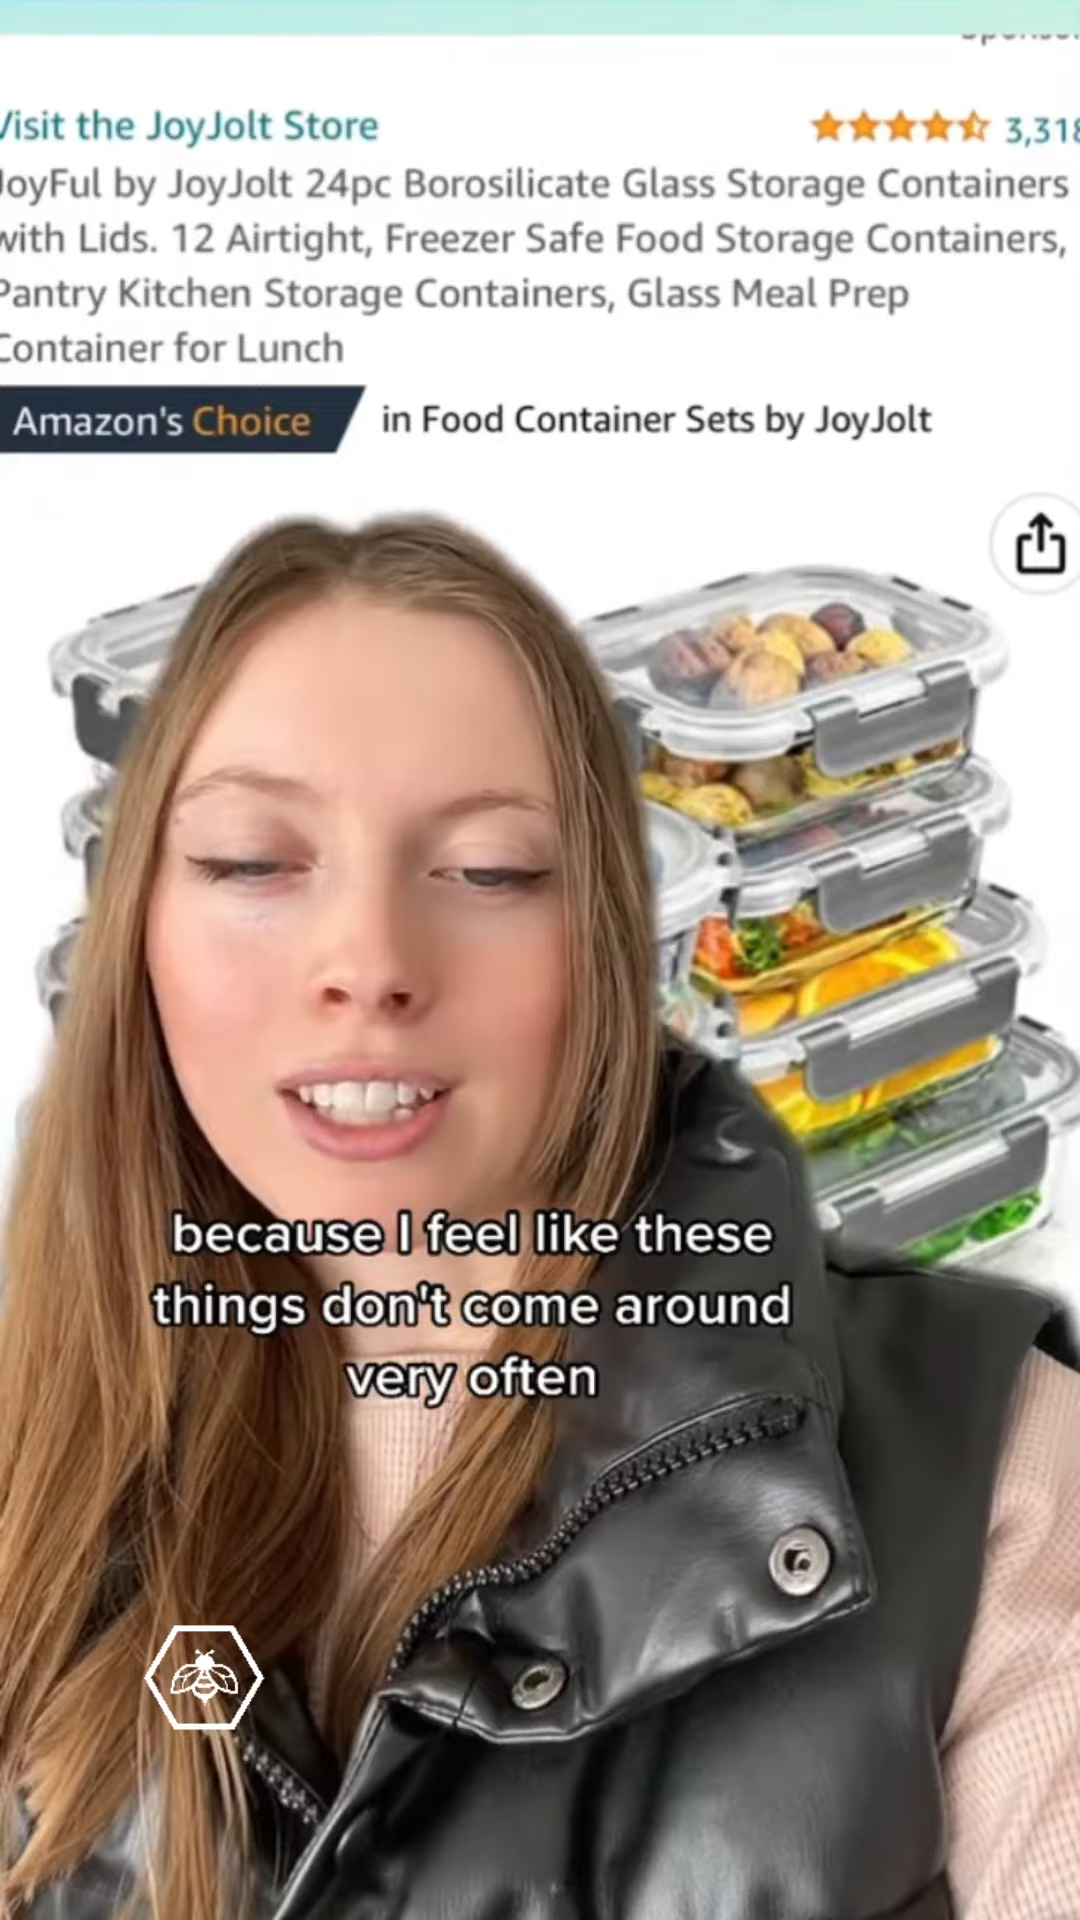 Visit the JoyJolt Store
3,318
JoyFul by JoyJolt 24pc Borosilicate Glass Storage Containers
with Lids. 12 Airtight, Freezer Safe Food Storage Containers,
Pantry Kitchen Storage Containers, Glass Meal Prep
Container for Lunch
Amazon's Choice in Food Container Sets by JoyJolt
because I feel like these
things don't come around
very often